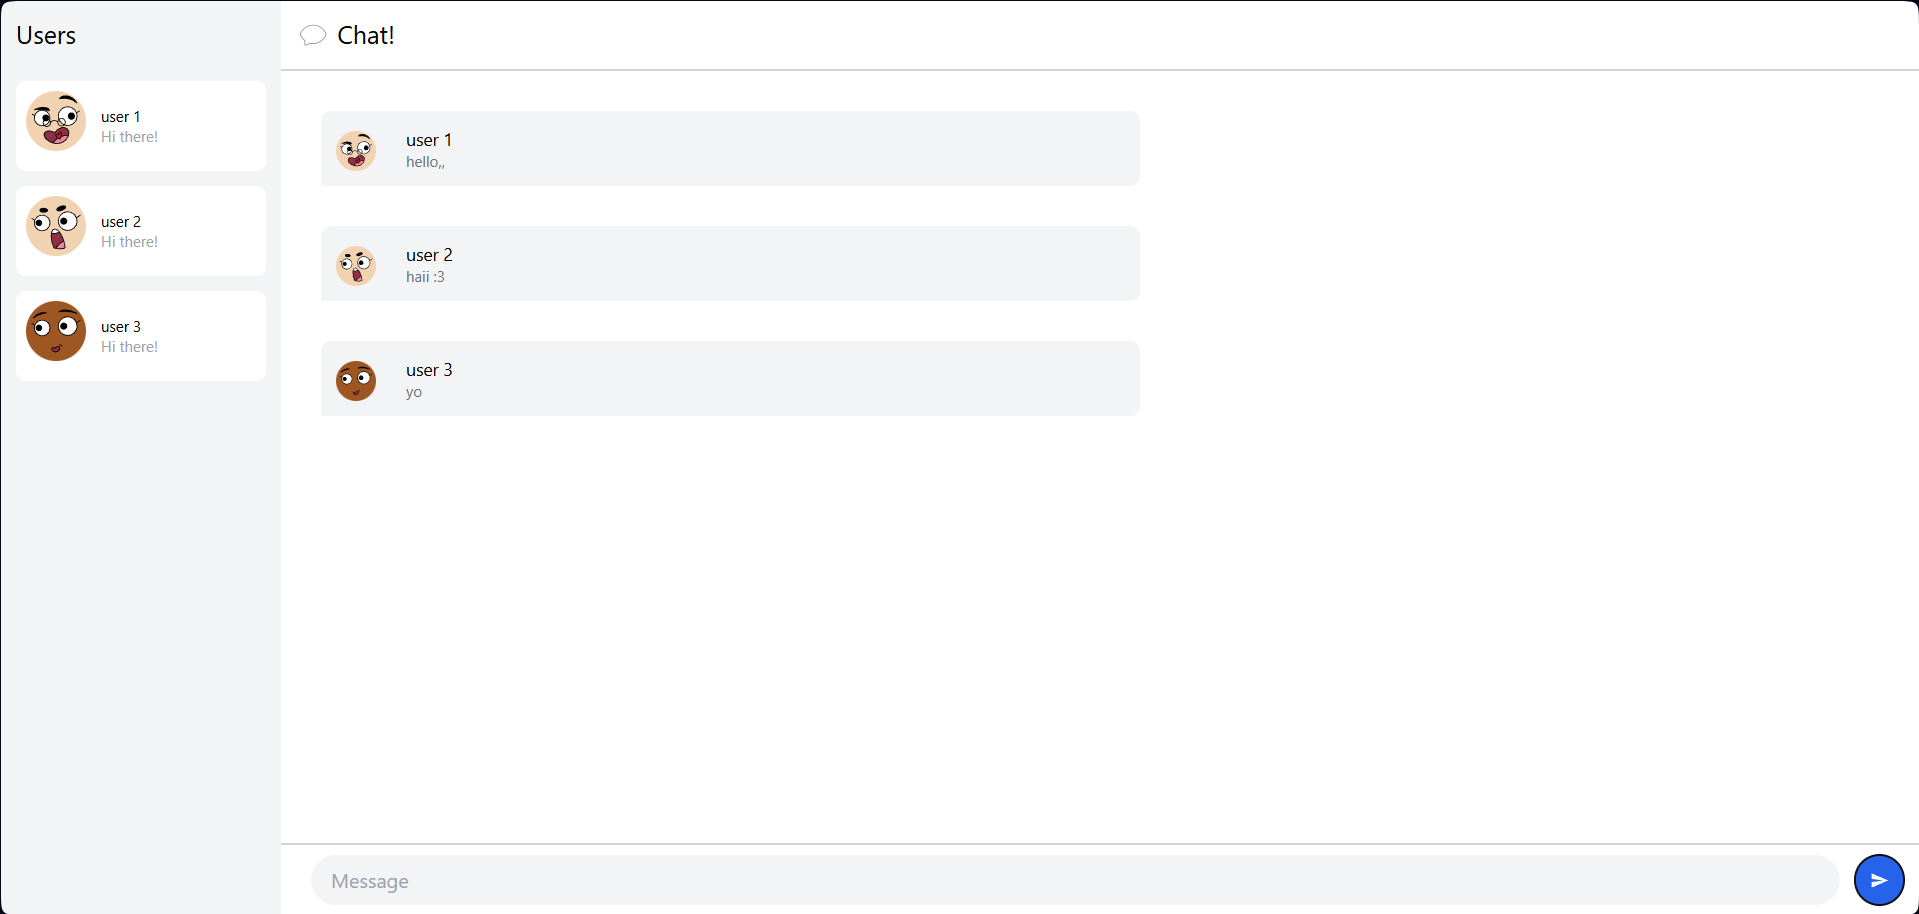 Users
user 1
Hi there!
user 2
Hi there!
user 3
Hi there!
Chat!
user 1
hello,,
user 2
haii :3
user 3
yo
Message